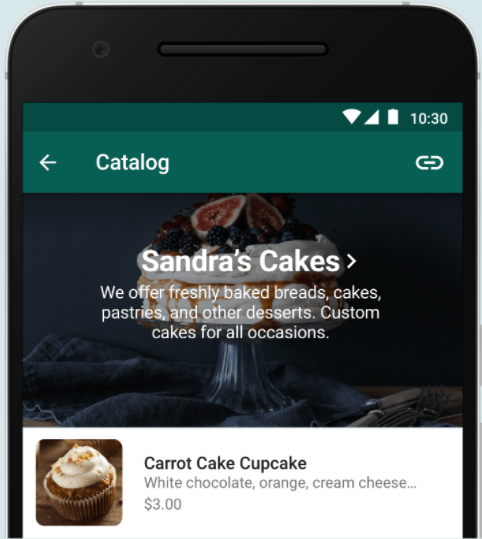 10:30
Catalog
Sandra's Cakes
We offer freshly baked breads, cakes,
pastries, and other desserts. Custom
cakes for all occasions.
Carrot Cake Cupcake
White chocolate, orange, cream cheese…
$3.00